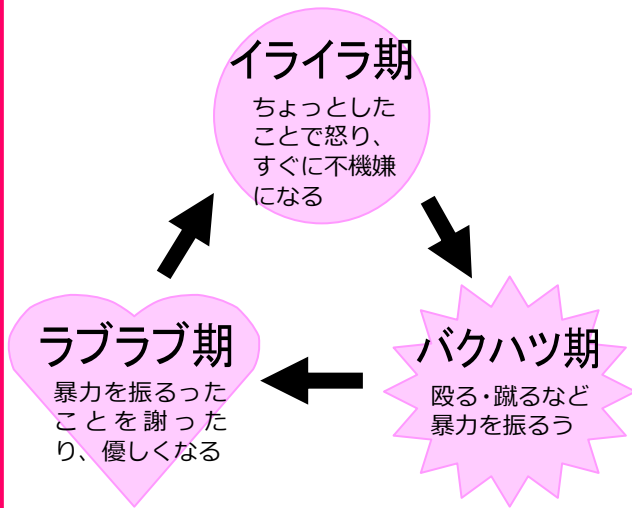 イライラ期
ちょっとした
ことで怒り、
すぐに不機嫌
になる
バクハツ期
殴る・蹴るなど
暴力を振るう
ラブラブ期
暴力を振るった
ことを謝った
り、優しくなる